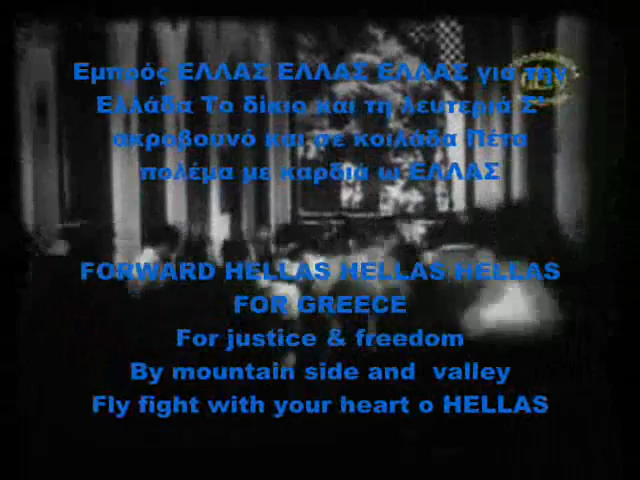 Εμπρός ΕΛΛΑΣ ΕΛΛΑΣ ΕΛΛΑΣ για την
Ελλάδα Το δίκιο και τη λευτεριά Σ'
ακροβουνό και σε κοιλάδα Πέτα
πολέμα με καρδιά ω ΕΛΛΑΣ
FORWARD HELLAS HELLAS HELLAS
FOR GREECE
For justice & freedom
By mountain side and valley
Fly fight with your heart o HELLAS